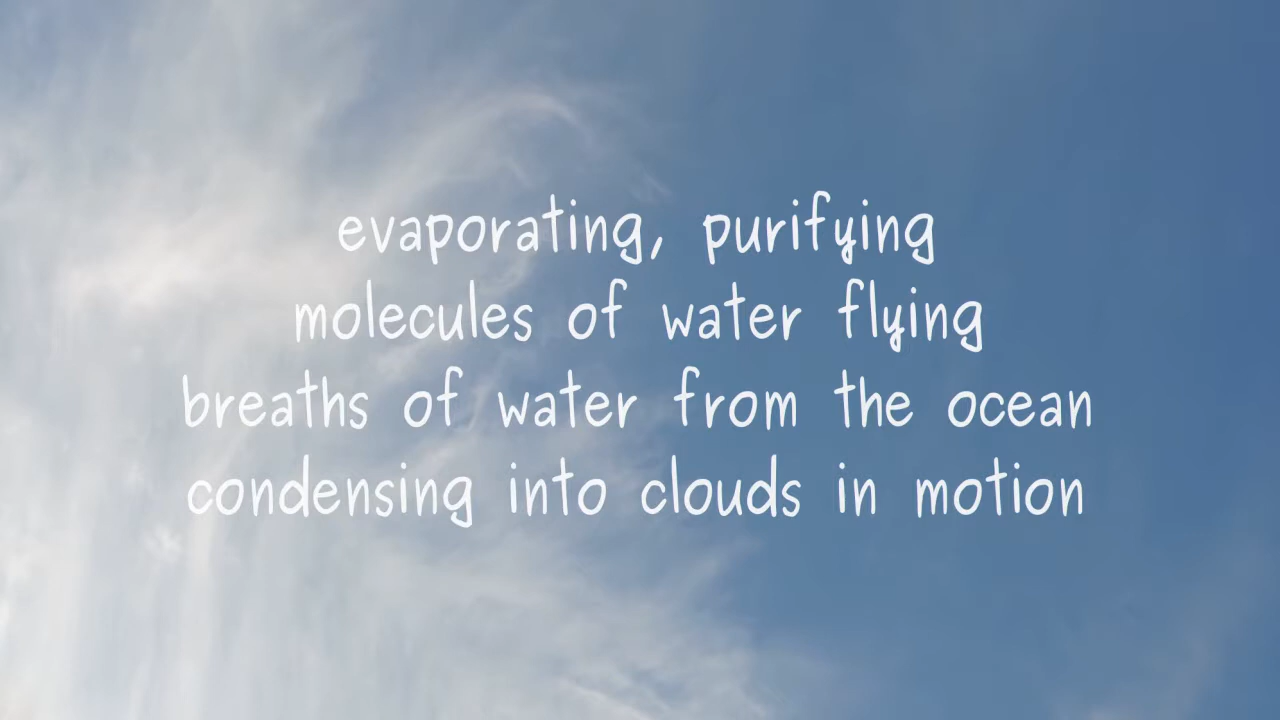 evaporating, purifying
molecules of water flying
breaths of water from the ocean
condensing into clouds in motion